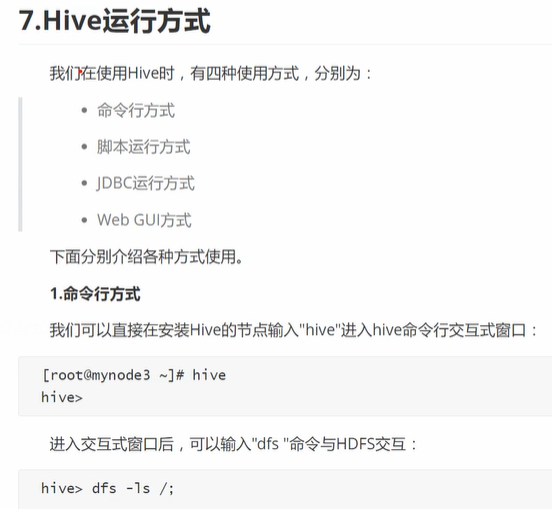 7.Hive运行方式
我们在使用Hive时，有四种使用方式，分别为：
• 命令行方式
• 脚本运行方式
• JDBC运行方式
• Web GUI方式
下面分别介绍各种方式使用。
1.命令行方式
我们可以直接在安装Hive的节点输入"hive"进入hive命令行交互式窗口：
[root@mynode3 ~]# hive
hive>
进入交互式窗口后，可以输入"dfs "命令与HDFS交互：
hive> dfs -ls /;